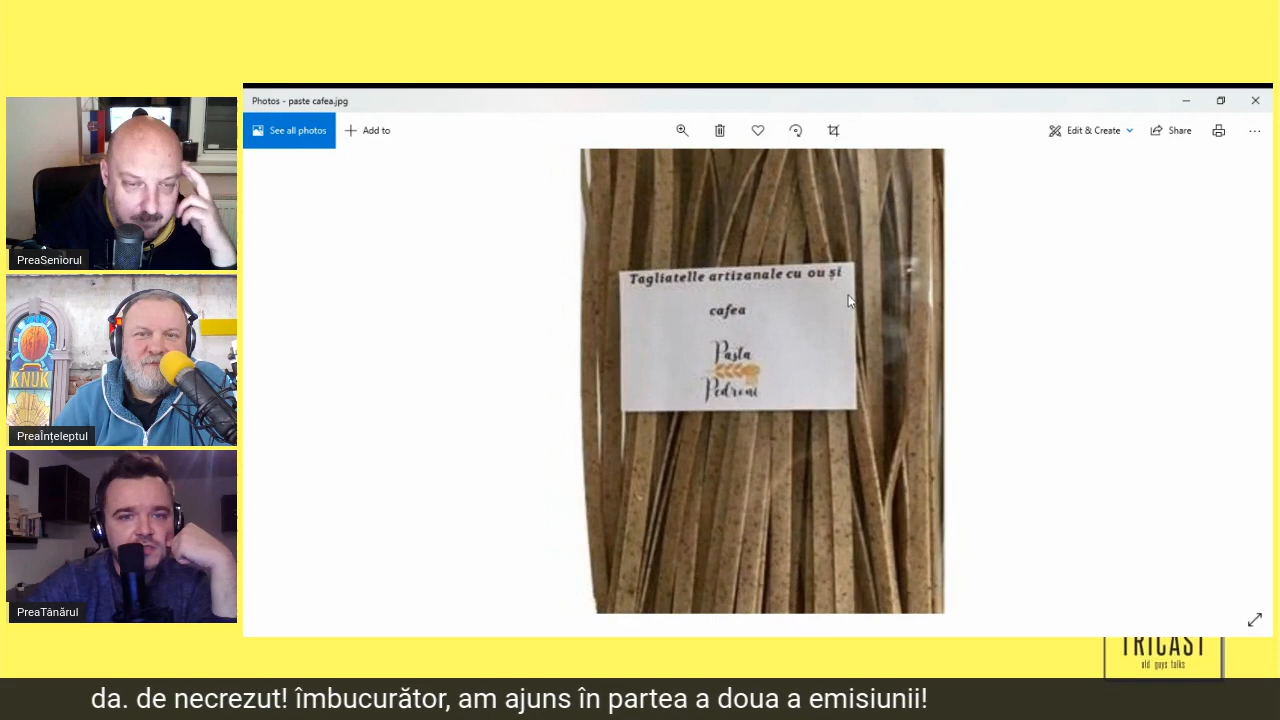 Photos - paste cafea.jpg
See all photos
Add to
Edit & Create
Share
PreaSeniorul
KNUK
PreaÎnțeleptul
PreaTânărul
Tagliatelle artizanale cu ou și
cafea
Pasta
Pedroni
TRICAST
old guys talks
da. de necrezut! îmbucurător, am ajuns în partea a doua a emisiunii!